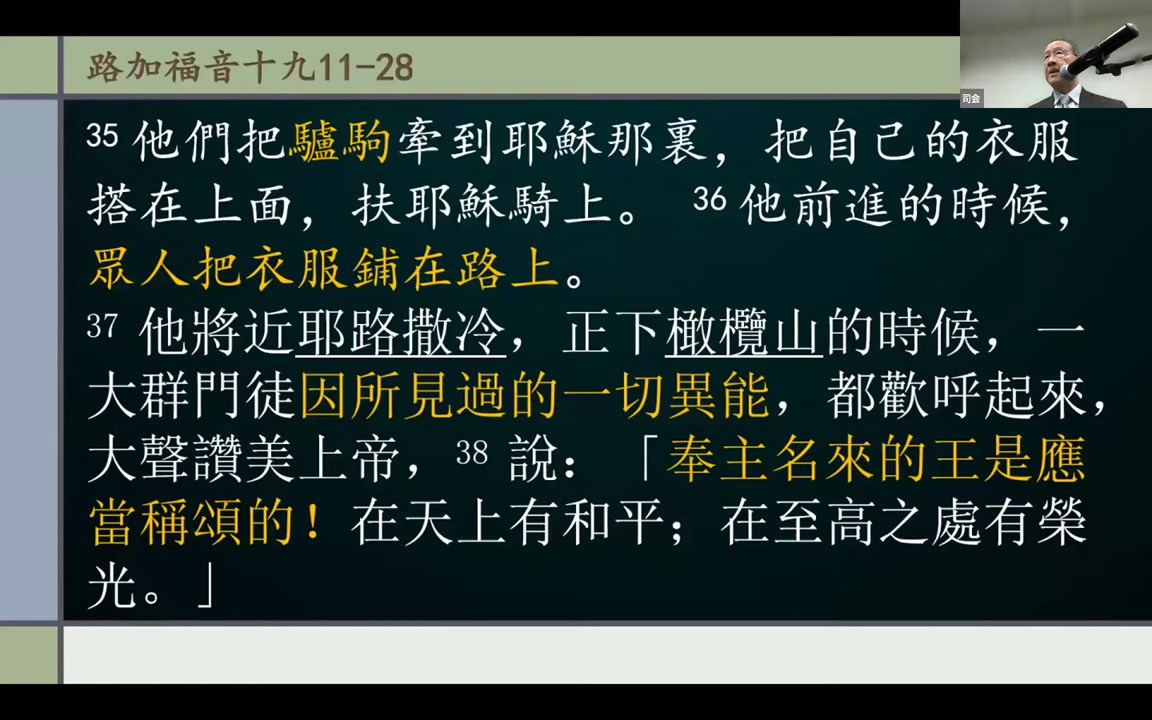 路加福音十九11-28
司会
35 他們把驢駒牽到耶穌那裏，把自己的衣服
搭在上面，扶耶穌騎上。 36 他前進的時候，
眾人把衣服鋪在路上。
37 他將近耶路撒冷，正下橄欖山的時候，一
大群門徒因所見過的一切異能，都歡呼起來，
大聲讚美上帝，38 說：「奉主名來的王是應
當稱頌的！在天上有和平；在至高之處有榮
光。」